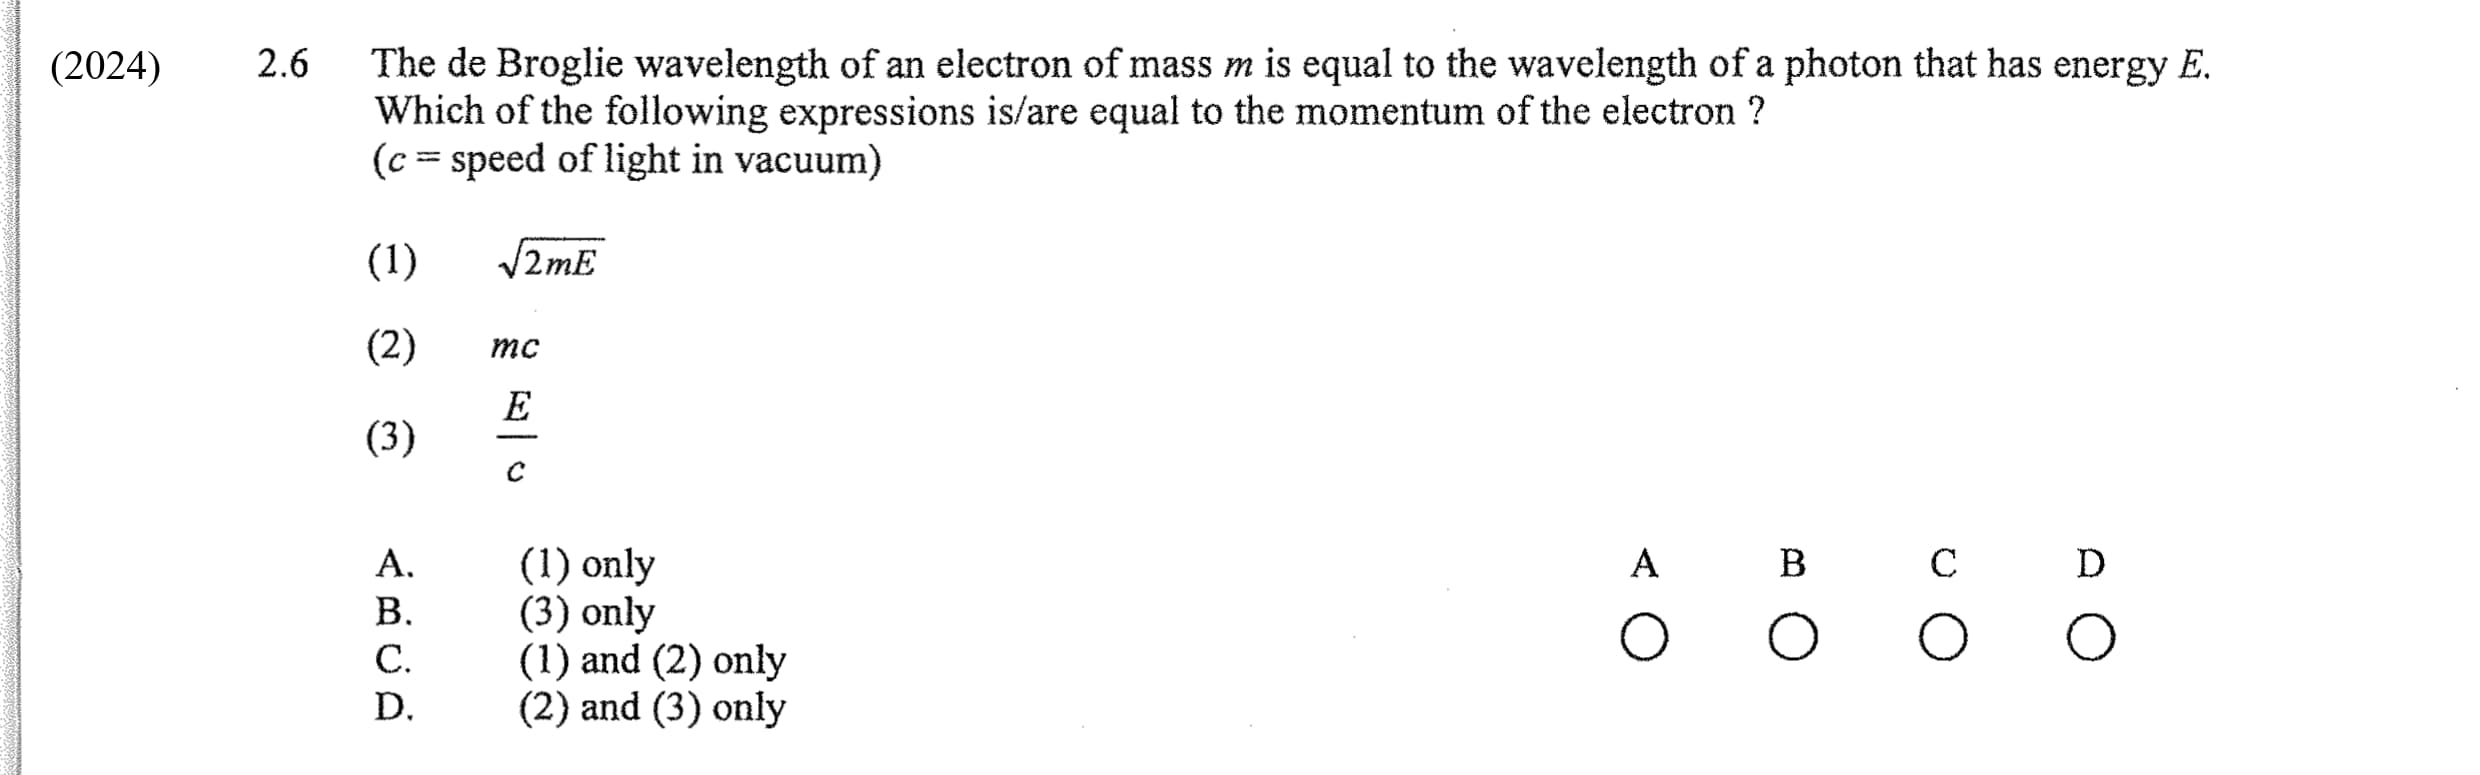 (2024) 2.6 The de Broglie wavelength of an electron of mass m is equal to the wavelength of a photon that has energy E.
Which of the following expressions is/are equal to the momentum of the electron ?
(c = speed of light in vacuum)
(1) √2mE
(2) mc
(3) E/c
A. (1) only
B. (3) only
C. (1) and (2) only
D. (2) and (3) only
A B C D